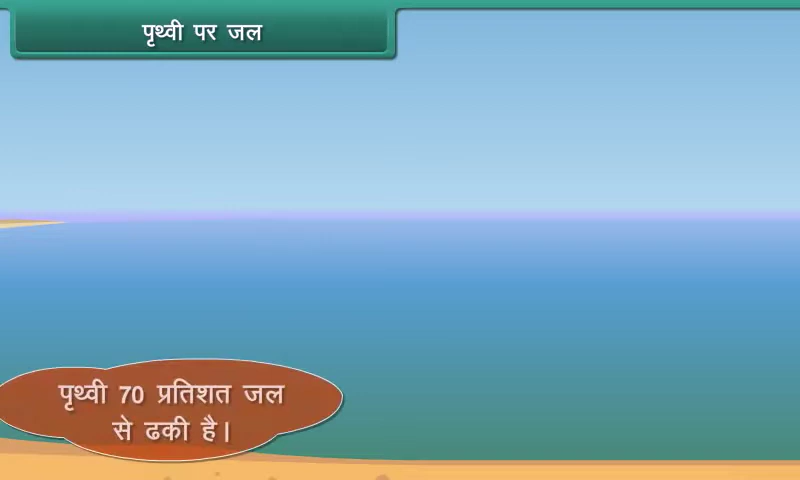 पृथ्वी पर जल
पृथ्वी 70 प्रतिशत जल
से ढकी है।